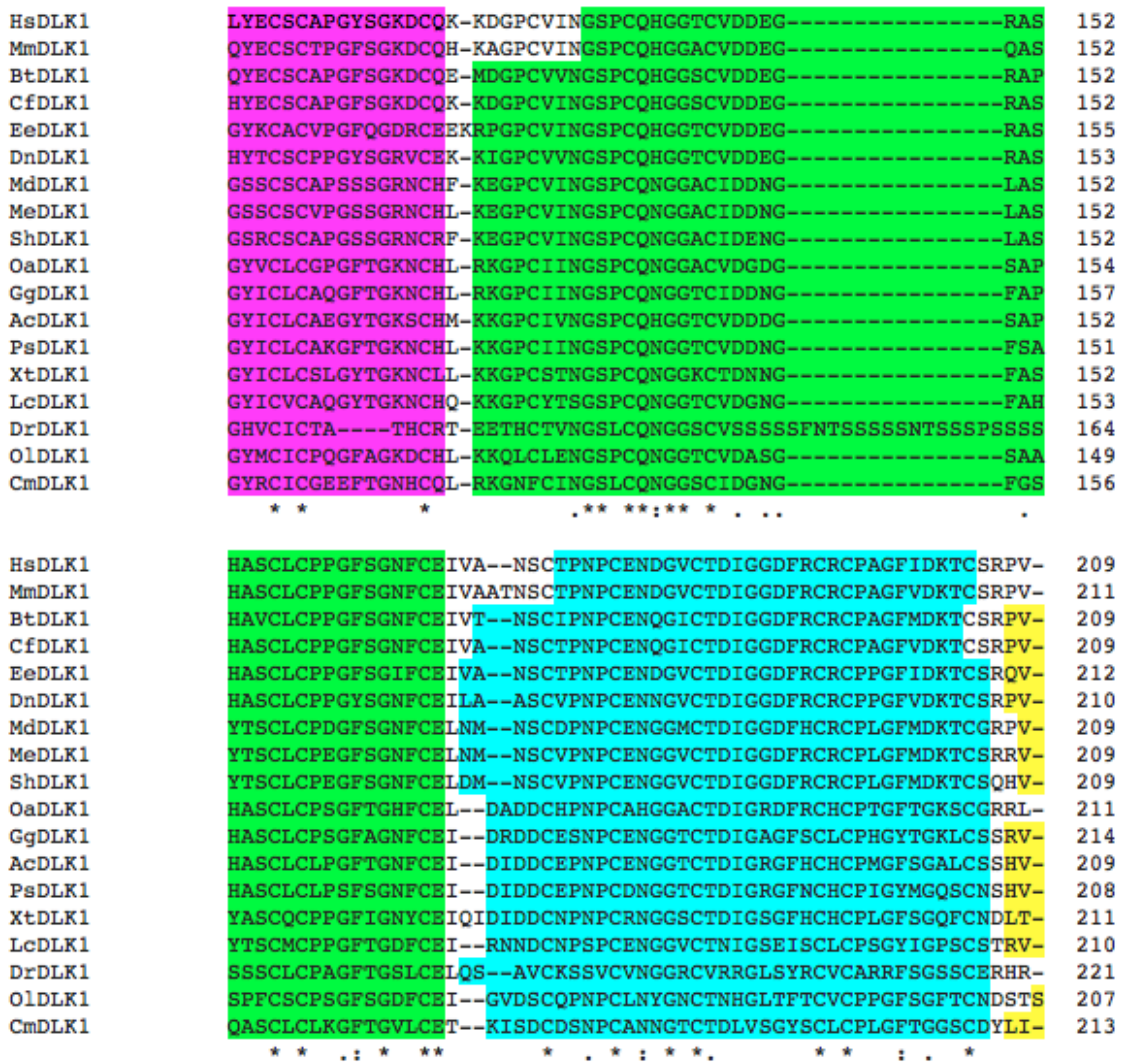 HsDLK1 LYECSCAPGYSGKDCQK-KDGPCVINGSPCQHGGTCVDDEG---------------RAS 152
MmDLK1 QYECSCTPGFSGKDCQH-KAGPCVINGSPCQHGGACVDDEG---------------QAS 152
BtDLK1 QYECSCAPGFSGKDCQE-MDGPCVVNGSPCQHGGSCVDDEG---------------RAP 152
CfDLK1 HYECSCAPGFSGKDCQK-KDGPCVINGSPCQHGGSCVDDEG---------------RAS 152
EeDLK1 GYKCACVPGFQGDRCEEKRPGPCVINGSPCQHGGTCVDDEG---------------RAS 155
DnDLK1 HYTCSCPPGYSGRVCEK-KIGPCVVNGSPCQHGGTCVDDEG---------------RAS 153
MdDLK1 GSSCSCAPSSSGRNCHF-KEGPCVINGSPCQNGGACIDDNG---------------LAS 152
MeDLK1 GSSCSCVPGSSGRNCHL-KEGPCVINGSPCQNGGACIDDNG---------------LAS 152
ShDLK1 GSRCSCAPGSSGRNCRF-KEGPCVINGSPCQNGGACIDENG---------------LAS 152
OaDLK1 GYVCLCGPGFTGKNCHL-RKGPCIINGSPCQNGGACVDGDG---------------SAP 154
GgDLK1 GYICLCAQGFTGKNCHL-RKGPCIINGSPCQNGGTCIDDNG---------------FAP 157
AcDLK1 GYICLCAEGYTGKSCHM-KKGPCIVNGSPCQHGGTCVDDDG---------------SAP 152
PsDLK1 GYICLCAKGFTGKNCHL-KKGPCIINGSPCQNGGTCVDDNG---------------FSA 151
XtDLK1 GYICLCSLGYTGKNCLL-KKGPCSTNGSPCQNGGKCTDNNG---------------FAS 152
LcDLK1 GYICVCAQGYTGKNCHQ-KKGPCYTSGSPCQNGGTCVDGNG---------------FAH 153
DrDLK1 GHVCICTA----THCRT-EETHCTVNGSLCQNGGSCVSSSSSFNTSSSSSNTSSSPSSSS 164
OlDLK1 GYMCICPQGFAGKDCHL-KKQLCLENGSPCQNGGTCVDASG---------------SAA 149
CmDLK1 GYRCICGEEFTGNHCQL-RKGNFCINGSLCQNGGSCIDGNG---------------FGS 156
* * * .** **:** * . .. .
HsDLK1 HASCLCPPGFSGNFCEIVA--NSCTPNPCENDGVCTDIGGDFRCRCPAGFIDKTCSRPV- 209
MmDLK1 HASCLCPPGFSGNFCEIVAATNSCTPNPCENDGVCTDIGGDFRCRCPAGFVDKTCSRPV- 211
BtDLK1 HAVCLCPPGFSGNFCEIVT--NSCIPNPCENQGICTDIGGDFRCRCPAGFMDKTCSRPV- 209
CfDLK1 HASCLCPPGFSGNFCEIVA--NSCTPNPCENQGICTDIGGDFRCRCPAGFVDKTCSRPV- 209
EeDLK1 HASCLCPPGFSGIFCEIVA--NSCTPNPCENDGVCTDIGGDFRCRCPPGFIDKTCSRQV- 212
DnDLK1 HASCLCPPGYSGNFCEILA--ASCVPNPCENNGVCTDIGGDFRCRCPPGFVDKTCSRPV- 210
MdDLK1 YTSCLCPDGFSGNFCELNM--NSCDPNPCENGGMCTDIGGDFHCRCPLGFMDKTCGRPV- 209
MeDLK1 YTSCLCPEGFSGNFCELNM--NSCVPNPCENGGVCTDIGGDFRCRCPLGFMDKTCSRRV- 209
ShDLK1 YTSCLCPEGFSGNFCELDM--NSCVPNPCENGGVCTDIGGDFRCRCPLGFMDKTCSQHV- 209
OaDLK1 HASCLCPSGFTGHFCEL--DADDCHPNPCAHGGACTDIGRDFRCHCPTGFTGKSCGRRL- 211
GgDLK1 HASCLCPSGFAGNFCEI--DRDDCESNPCENGGTCTDIGAGFSCLCPHGYTGKLCSSRV- 214
AcDLK1 HASCLCLPGFTGNFCEI--DIDDCEPNPCENGGTCTDIGRGFHCHCPMGFSGALCSSHV- 209
PsDLK1 HASCLCLPSFSGNFCEI--DIDDCEPNPCDNGGTCTDIGRGFNCHCPIGYMGQSCNSHV- 208
XtDLK1 YASCQCPPGFIGNYCEIQIDIDDCNPNPCRNGGSCTDIGSGFHCHCPLGFSGQFCNDLT- 211
LcDLK1 YTSCMCPPGFTGDFCEI--RNNDCNPSPCENGGVCTNIGSEISCLCPSGYIGPSCSTRV- 210
DrDLK1 SSSCLCPAGFTGSLCELQS--AVCKSSVCVNGGRCVRRGLSYRCVCARRFSGSSCERHR- 221
OlDLK1 SPFCSCPSGFSGDFCEI--GVDSCQPNPCLNYGNCTNHGLTFTCVCPPGFSGFTCNDSTS 207
CmDLK1 QASCLCLKGFTGVLCET--KISDCDSNPCANNGTCTDLVSGYSCLCPLGFTGGSCDYLI- 213
* * .: * ** * . * : * *. * * : . *